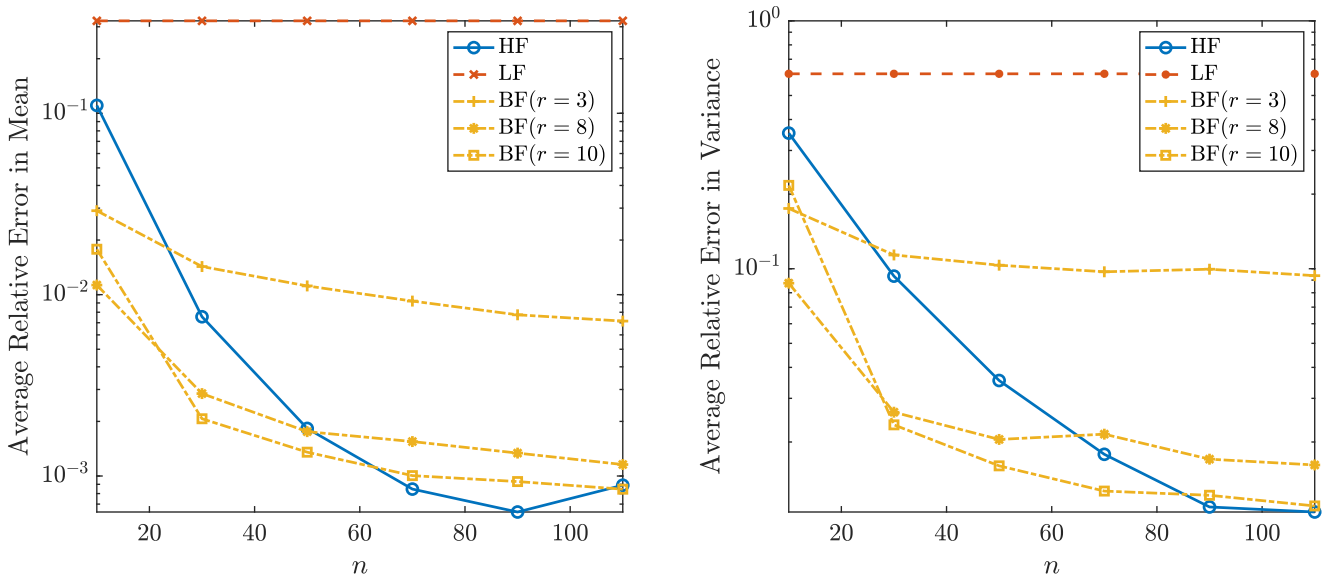 Average Relative Error in Mean
10^{-1}
10^{-2}
10^{-3}
20 40 60 80 100
n
HF
LF
BF(r = 3)
BF(r = 8)
BF(r = 10)
Average Relative Error in Variance
10^{0}
10^{-1}
20 40 60 80 100
n
HF
LF
BF(r = 3)
BF(r = 8)
BF(r = 10)